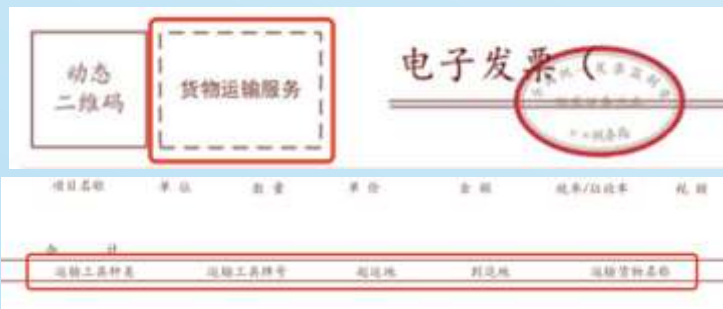 动态
二维码
货物运输服务
电子发票（
项目名称 单位 数量 单价 金额 税率/征收率 税额
合 计
运输工具种类 运输工具牌号 起运地 到达地 运输货物名称